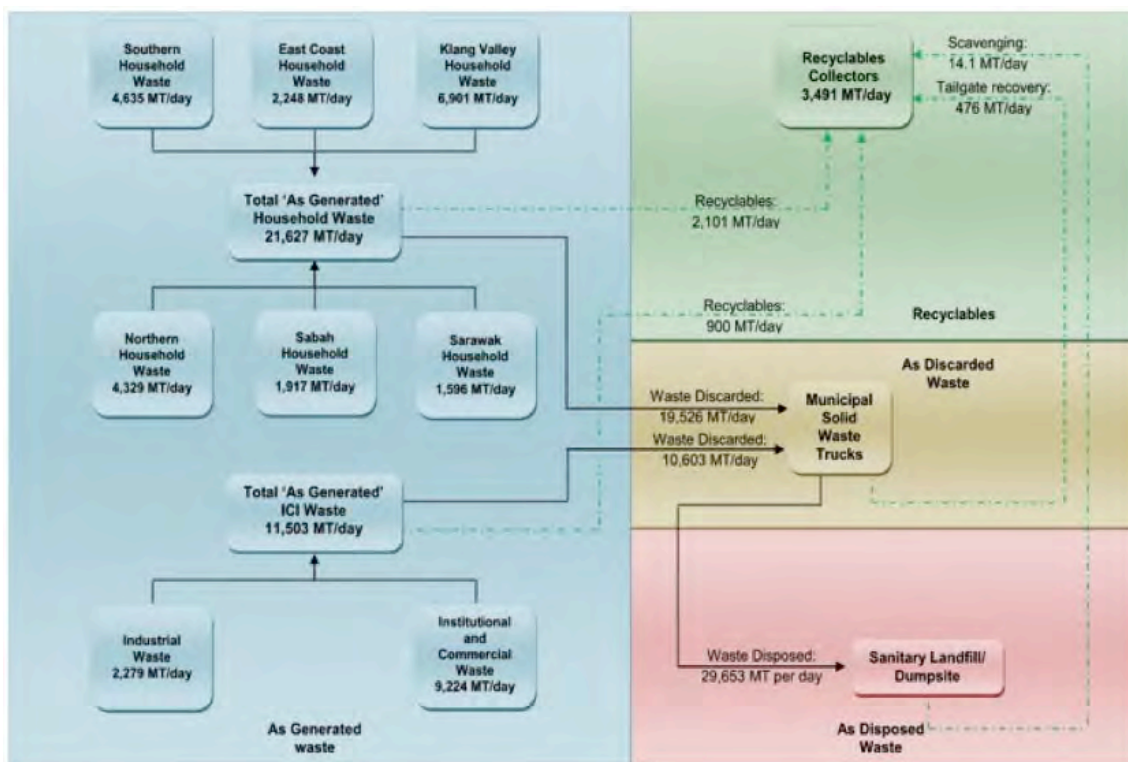 Southern
Household
Waste
4,635 MT/day
East Coast
Household
Waste
2,248 MT/day
Klang Valley
Household
Waste
6,901 MT/day
Recyclables
Collectors
3,491 MT/day
Scavenging:
14.1 MT/day
Tailgate recovery:
476 MT/day
Total 'As Generated'
Household Waste
21,627 MT/day
Recyclables:
2,101 MT/day
Northern
Household
Waste
4,329 MT/day
Sabah
Household
Waste
1,917 MT/day
Sarawak
Household
Waste
1,596 MT/day
Recyclables:
900 MT/day
Recyclables
As Discarded
Waste
Waste Discarded:
19,526 MT/day
Waste Discarded:
10,603 MT/day
Municipal
Solid
Waste
Trucks
Total 'As Generated'
ICI Waste
11,503 MT/day
Industrial
Waste
2,279 MT/day
Institutional
and
Commercial
Waste
9,224 MT/day
Waste Disposed:
29,653 MT per day
Sanitary Landfill/
Dumpsite
As Generated
waste
As Disposed
Waste